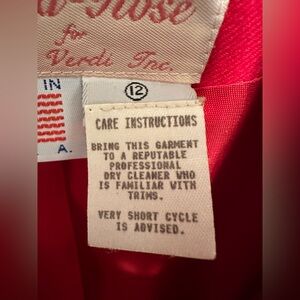 for
Verdi Inc.
IN
12
A.
CARE INSTRUCTIONS
BRING THIS GARMENT
TO A REPUTABLE
PROFESSIONAL
DRY CLEANER WHO
IS FAMILIAR WITH
TRIMS.
VERY SHORT CYCLE
IS ADVISED.